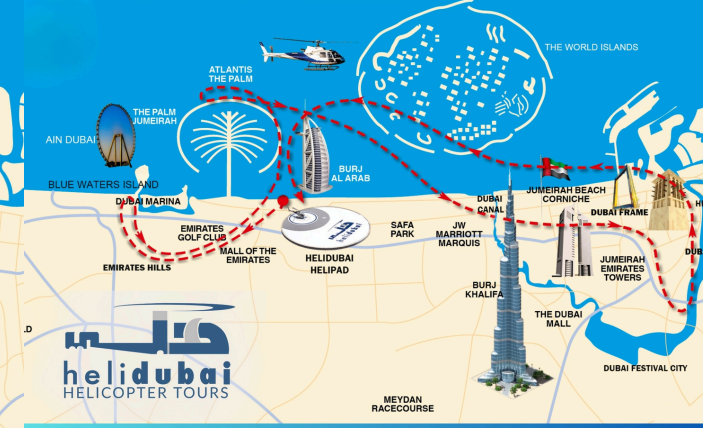 THE WORLD ISLANDS
ATLANTIS
THE PALM
THE PALM
JUMEIRAH
AIN DUBAI
BLUE WATERS ISLAND
DUBAI MARINA
BURJ
AL ARAB
JUMEIRAH BEACH
CORNICHE
DUBAI
CANAL
DUBAI FRAME
EMIRATES
GOLF CLUB
MALL OF THE
EMIRATES
EMIRATES HILLS
helidubai
HELIDUBAI
HELIPAD
SAFA
PARK
JW
MARRIOTT
MARQUIS
JUMEIRAH
EMIRATES
TOWERS
BURJ
KHALIFA
THE DUBAI
MALL
DUBAI FESTIVAL CITY
helidubai
HELICOPTER TOURS
MEYDAN
RACECOURSE